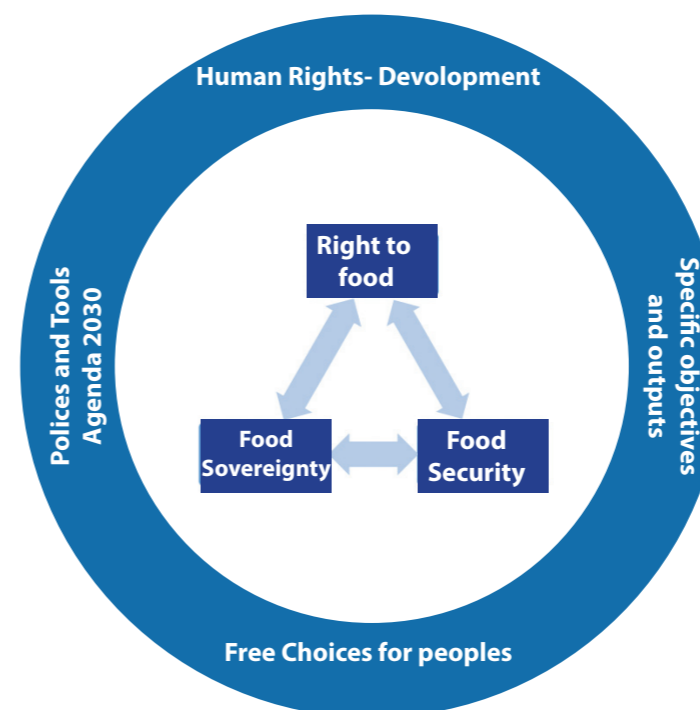 Human Rights- Devolopment
Right to
food
Polices and Tools
Agenda 2030
Specific objectives
and outputs
Food
Sovereignty
Food
Security
Free Choices for peoples